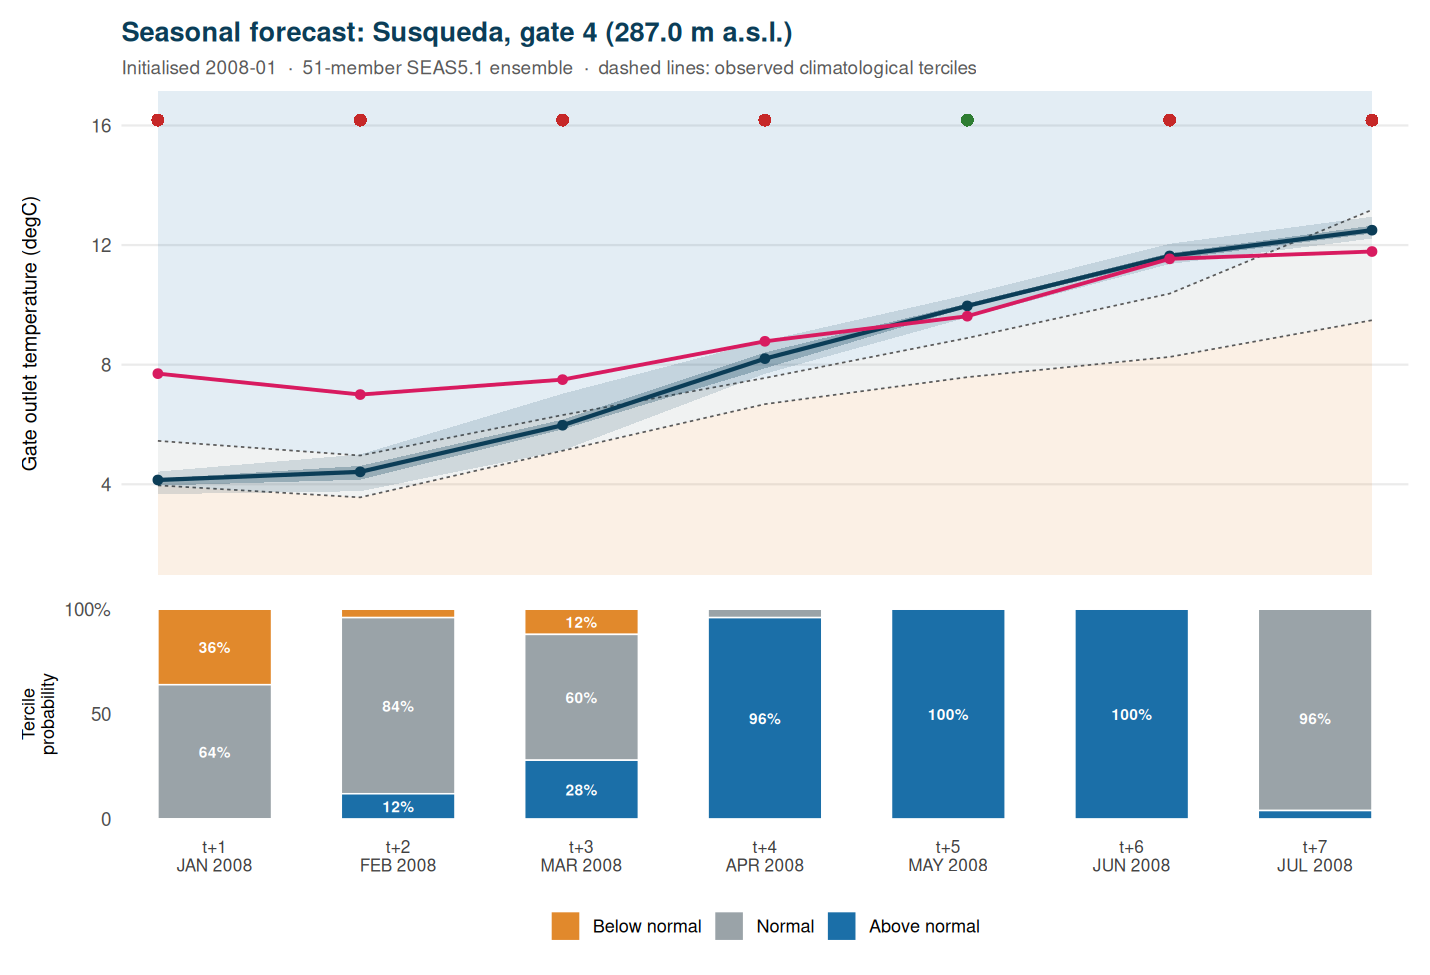 Seasonal forecast: Susqueda, gate 4 (287.0 m a.s.l.)
Initialised 2008-01 · 51-member SEAS5.1 ensemble · dashed lines: observed climatological terciles
Gate outlet temperature (degC)
16
12
8
4
Tercile
probability
100%
50
0
36%
64%
84%
12%
12%
60%
28%
96%
100%
100%
96%
t+1
JAN 2008
t+2
FEB 2008
t+3
MAR 2008
t+4
APR 2008
t+5
MAY 2008
t+6
JUN 2008
t+7
JUL 2008
Below normal
Normal
Above normal